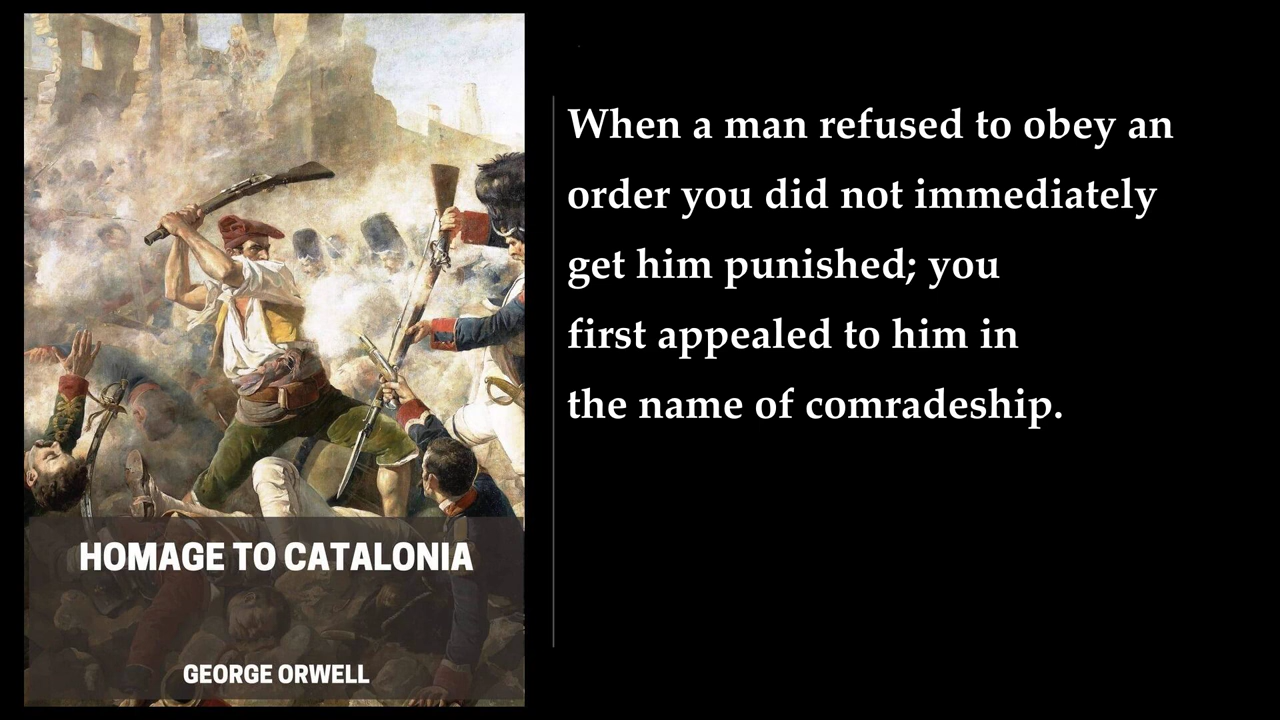 HOMAGE TO CATALONIA
GEORGE ORWELL
When a man refused to obey an
order you did not immediately
get him punished; you
first appealed to him in
the name of comradeship.